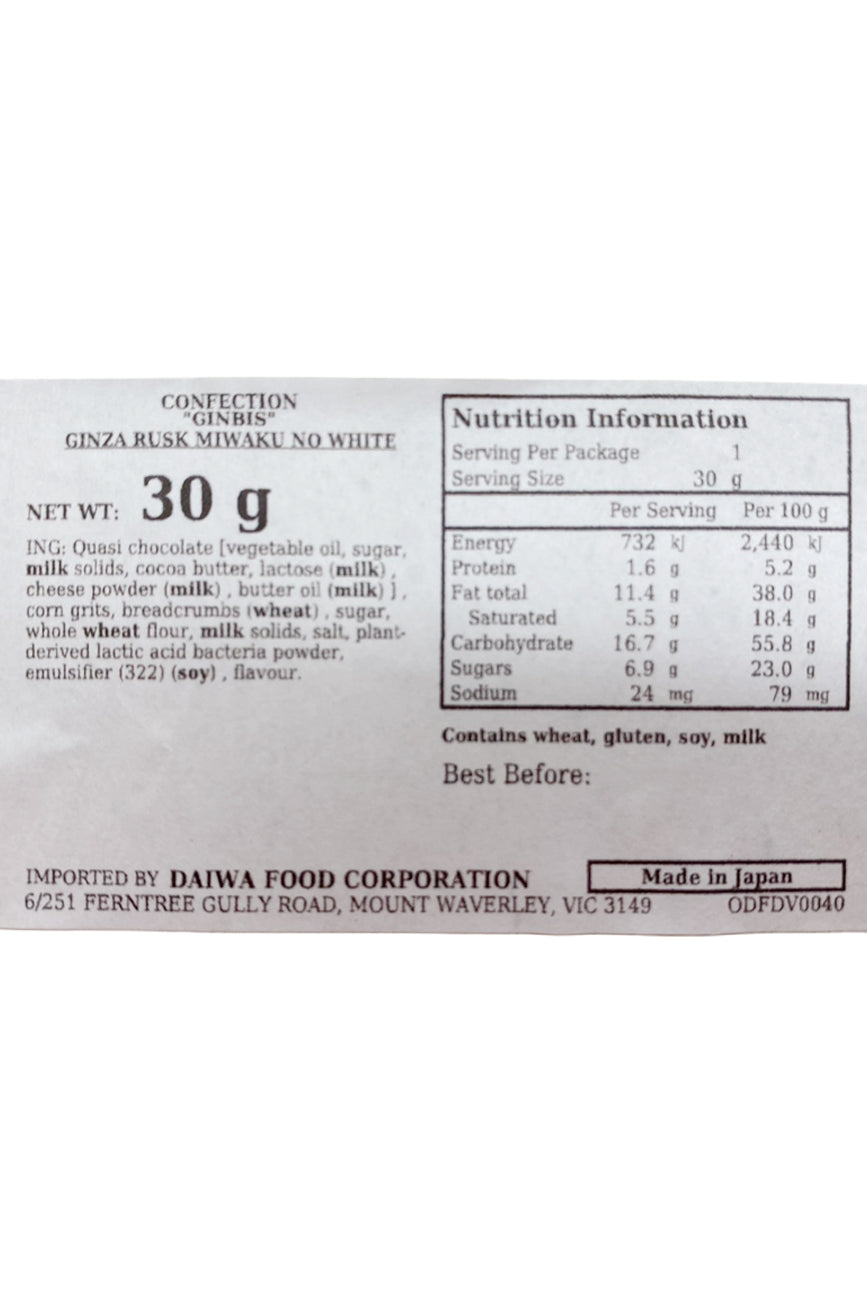 CONFECTION
"GINBIS"
GINZA RUSK MIWAKU NO WHITE
NET WT: 30 g
ING: Quasi chocolate [vegetable oil, sugar,
milk solids, cocoa butter, lactose (milk) ,
cheese powder (milk) , butter oil (milk) ] ,
corn grits, breadcrumbs (wheat) , sugar,
whole wheat flour, milk solids, salt, plant-
derived lactic acid bacteria powder,
emulsifier (322) (soy) , flavour.
Nutrition Information
Serving Per Package 1
Serving Size 30 g
Per Serving Per 100 g
Energy 732 kJ 2,440 kJ
Protein 1.6 g 5.2 g
Fat total 11.4 g 38.0 g
Saturated 5.5 g 18.4 g
Carbohydrate 16.7 g 55.8 g
Sugars 6.9 g 23.0 g
Sodium 24 mg 79 mg
Contains wheat, gluten, soy, milk
Best Before:
IMPORTED BY DAIWA FOOD CORPORATION
6/251 FERNTREE GULLY ROAD, MOUNT WAVERLEY, VIC 3149
Made in Japan
ODFDV0040